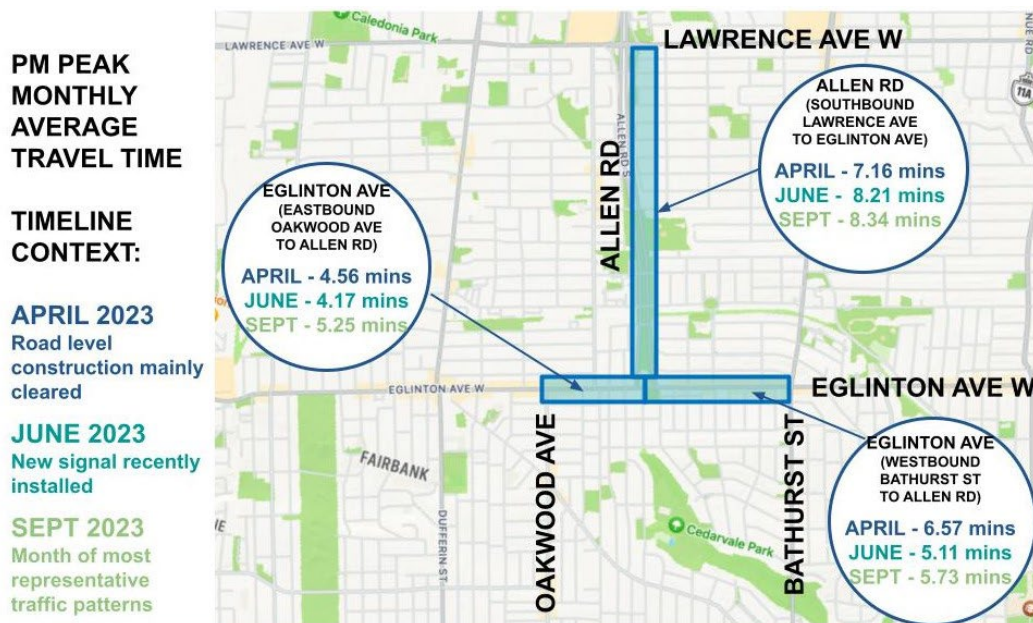 PM PEAK
MONTHLY
AVERAGE
TRAVEL TIME
TIMELINE
CONTEXT:
APRIL 2023
Road level
construction mainly
cleared
JUNE 2023
New signal recently
installed
SEPT 2023
Month of most
representative
traffic patterns
Caledonia Park
LAWRENCE AVE W
LAWRENCE AVE W
NUE RD
11A
ALLEN RD
(SOUTHBOUND
LAWRENCE AVE
TO EGLINTON AVE)
APRIL - 7.16 mins
JUNE - 8.21 mins
SEPT - 8.34 mins
ALLEN RD S
ALLEN RD
EGLINTON AVE
(EASTBOUND
OAKWOOD AVE
TO ALLEN RD)
APRIL - 4.56 mins
JUNE - 4.17 mins
SEPT - 5.25 mins
EGLINTON AVE W
EGLINTON AVE W
OAKWOOD AVE
BATHURST ST
FAIRBANK
DUFFERIN ST
Cedarvale Park
EGLINTON AVE
(WESTBOUND
BATHURST ST
TO ALLEN RD)
APRIL - 6.57 mins
JUNE - 5.11 mins
SEPT - 5.73 mins